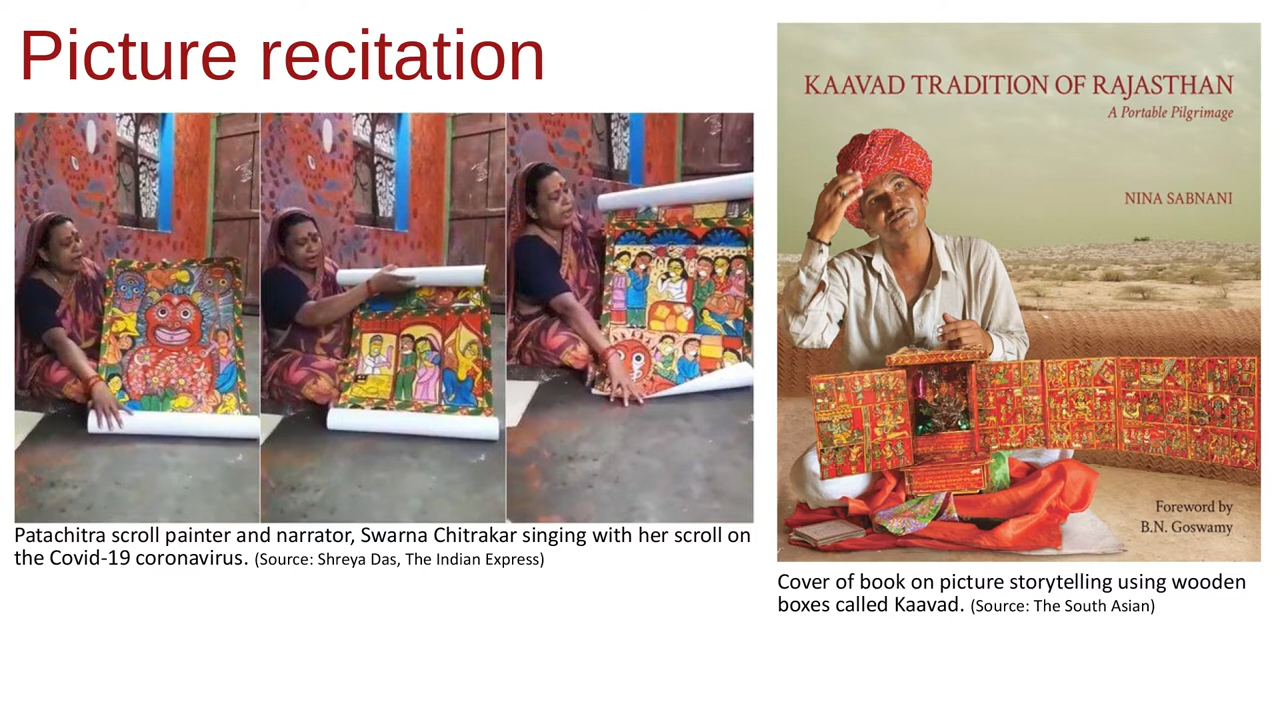 Picture recitation
Patachitra scroll painter and narrator, Swarna Chitrakar singing with her scroll on
the Covid-19 coronavirus. (Source: Shreya Das, The Indian Express)
KAAVAD TRADITION OF RAJASTHAN
A Portable Pilgrimage
NINA SABNANI
Foreword by
B.N. Goswamy
Cover of book on picture storytelling using wooden
boxes called Kaavad. (Source: The South Asian)